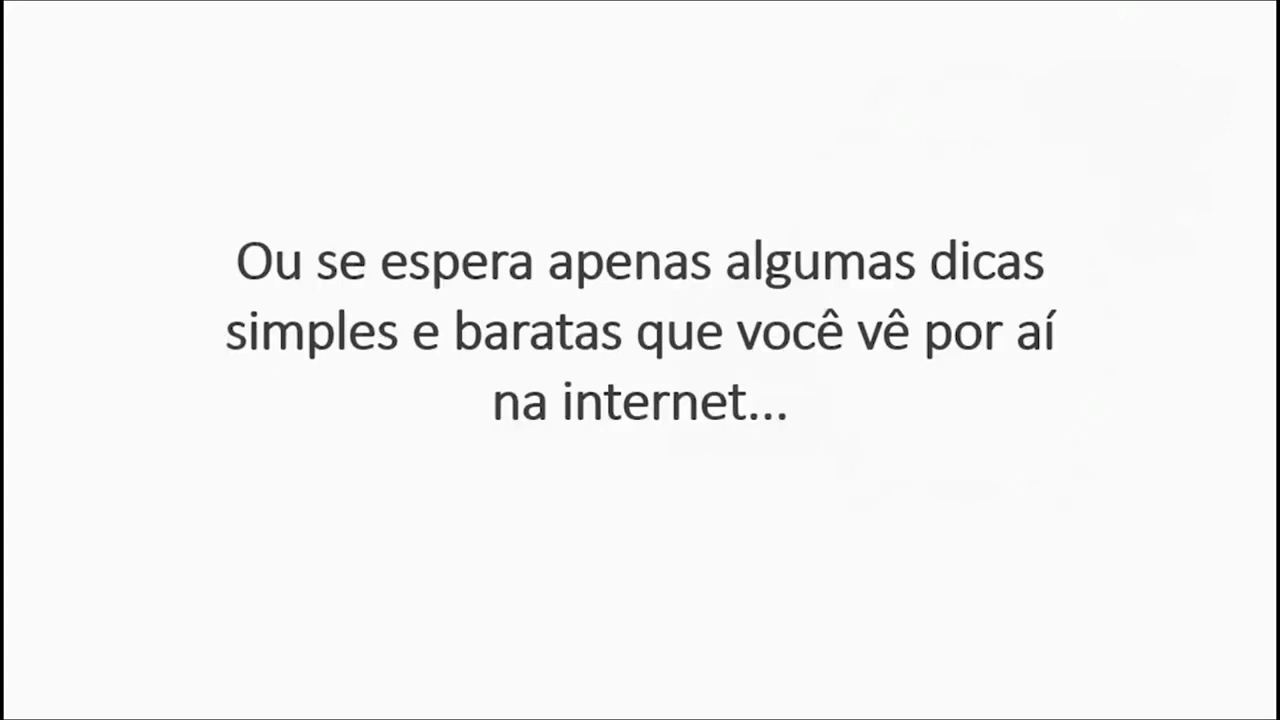 Ou se espera apenas algumas dicas
simples e baratas que você vê por aí
na internet...